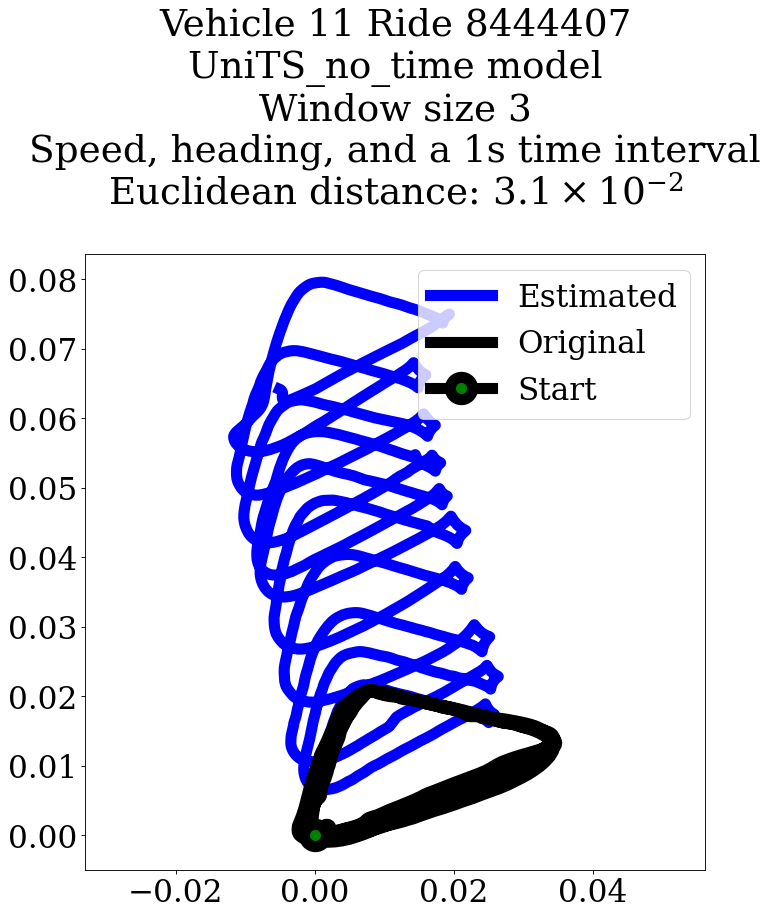 Vehicle 11 Ride 8444407
UniTS_no_time model
Window size 3
Speed, heading, and a 1s time interval
Euclidean distance: 3.1 × 10⁻²
Estimated
Original
Start
0.08
0.07
0.06
0.05
0.04
0.03
0.02
0.01
0.00
−0.02 0.00 0.02 0.04